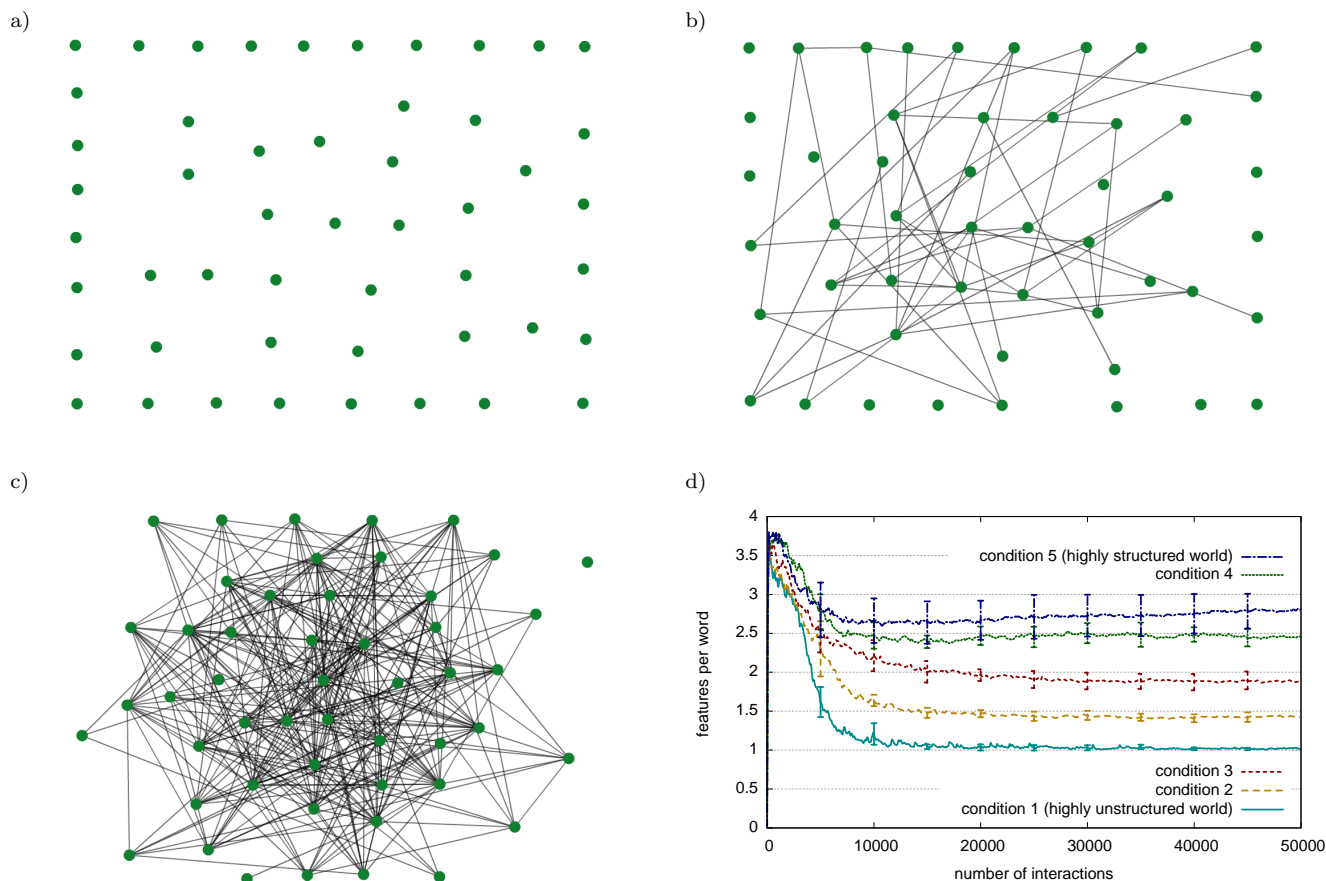 a)
b)
c)
d)
4
3.5
3
2.5
2
1.5
1
0.5
0
features per word
condition 5 (highly structured world)
condition 4
condition 3
condition 2
condition 1 (highly unstructured world)
0 10000 20000 30000 40000 50000
number of interactions